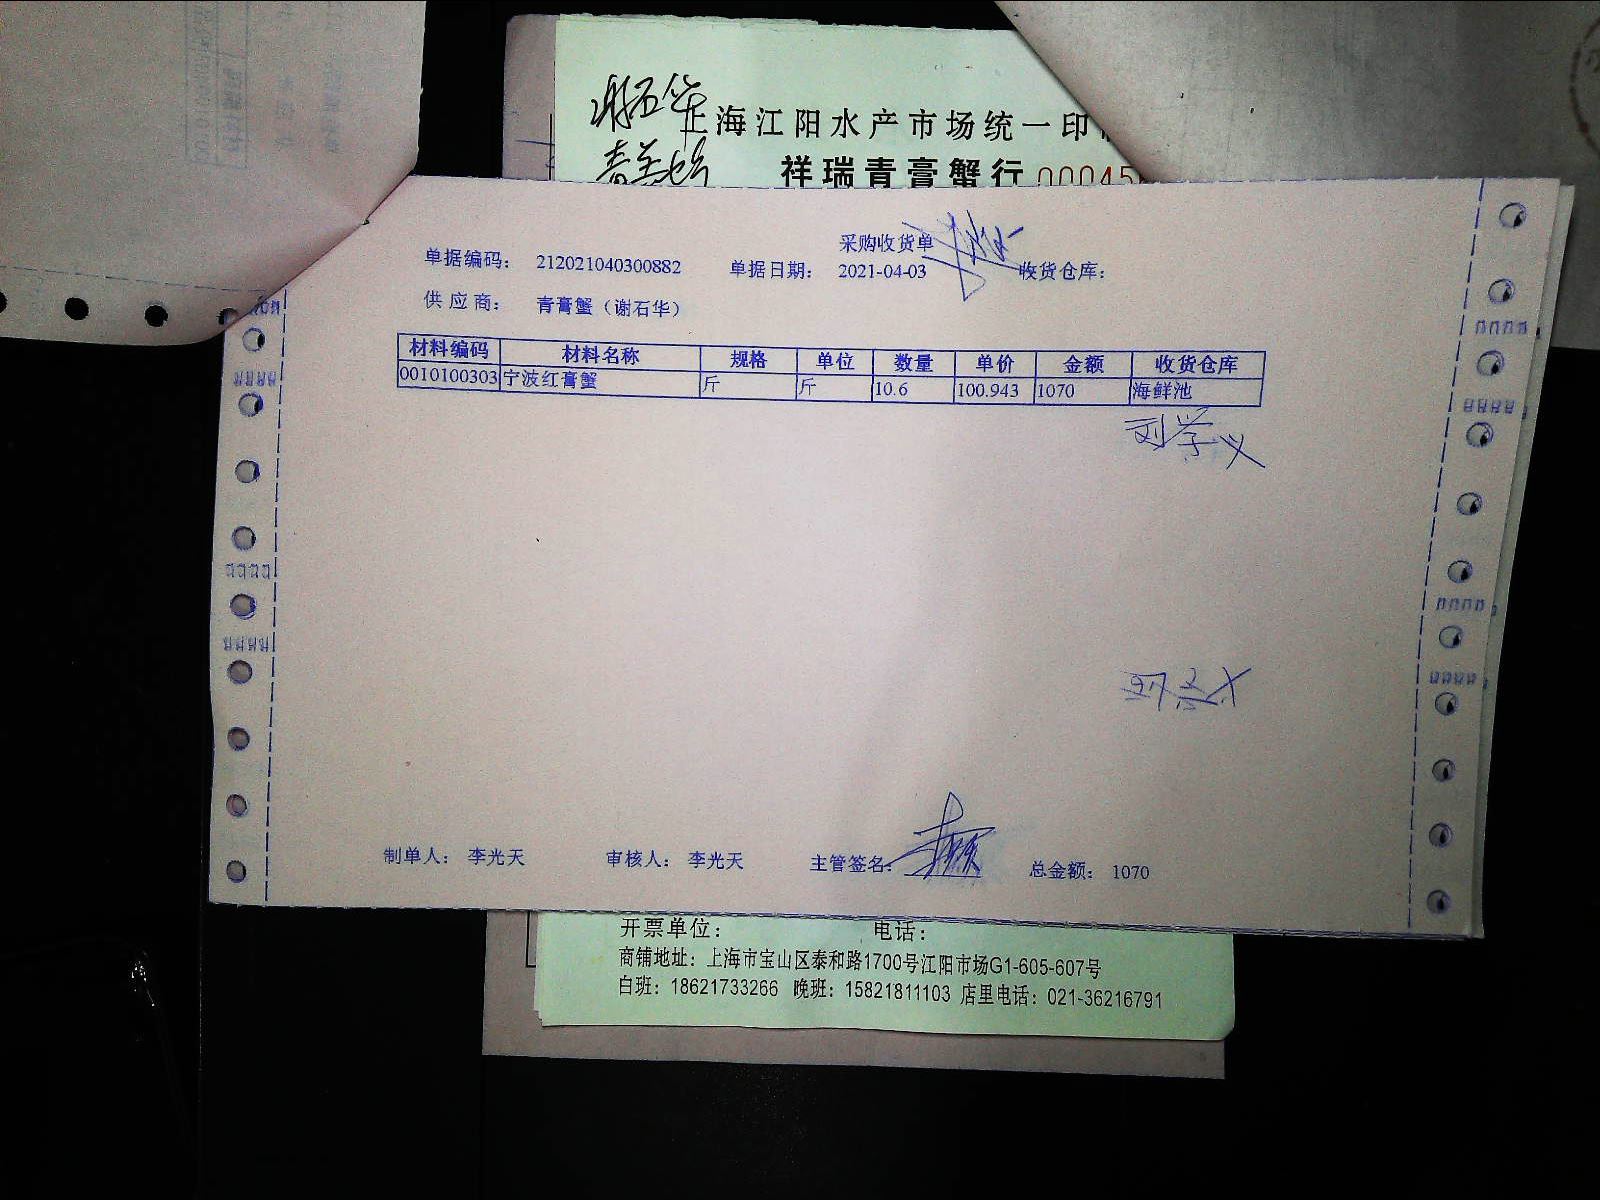 谢石华
上海江阳水产市场统一印
祥瑞青膏蟹行 00045
采购收货单
单据编码： 212021040300882 单据日期： 2021-04-03 收货仓库：
供应商： 青膏蟹（谢石华）
材料编码 材料名称 规格 单位 数量 单价 金额 收货仓库
0010100303 宁波红膏蟹 斤 斤 10.6 100.943 1070 海鲜池
刘学义
制单人： 李光天 审核人： 李光天 主管签名： 总金额： 1070
开票单位： 电话：
商铺地址：上海市宝山区泰和路1700号江阳市场G1-605-607号
白班：18621733266 晚班：15821811103 店里电话：021-36216791